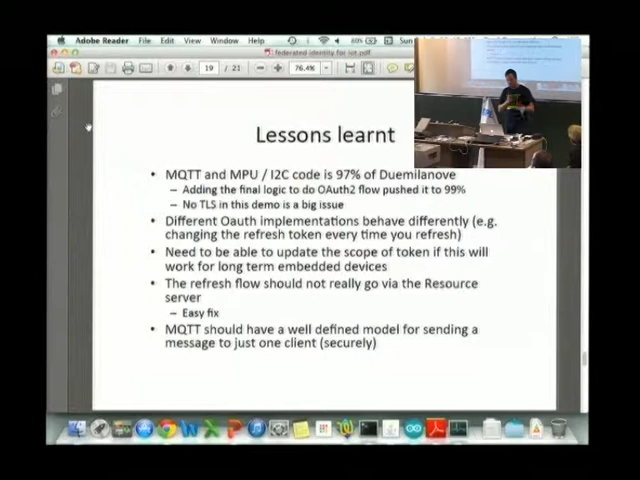 Adobe Reader File Edit View Window Help
federated identity for iot.pdf
19 / 21 76.4%
Lessons learnt
• MQTT and MPU / I2C code is 97% of Duemilanove
– Adding the final logic to do OAuth2 flow pushed it to 99%
– No TLS in this demo is a big issue
• Different Oauth implementations behave differently (e.g.
changing the refresh token every time you refresh)
• Need to be able to update the scope of token if this will
work for long term embedded devices
• The refresh flow should not really go via the Resource
server
– Easy fix
• MQTT should have a well defined model for sending a
message to just one client (securely)